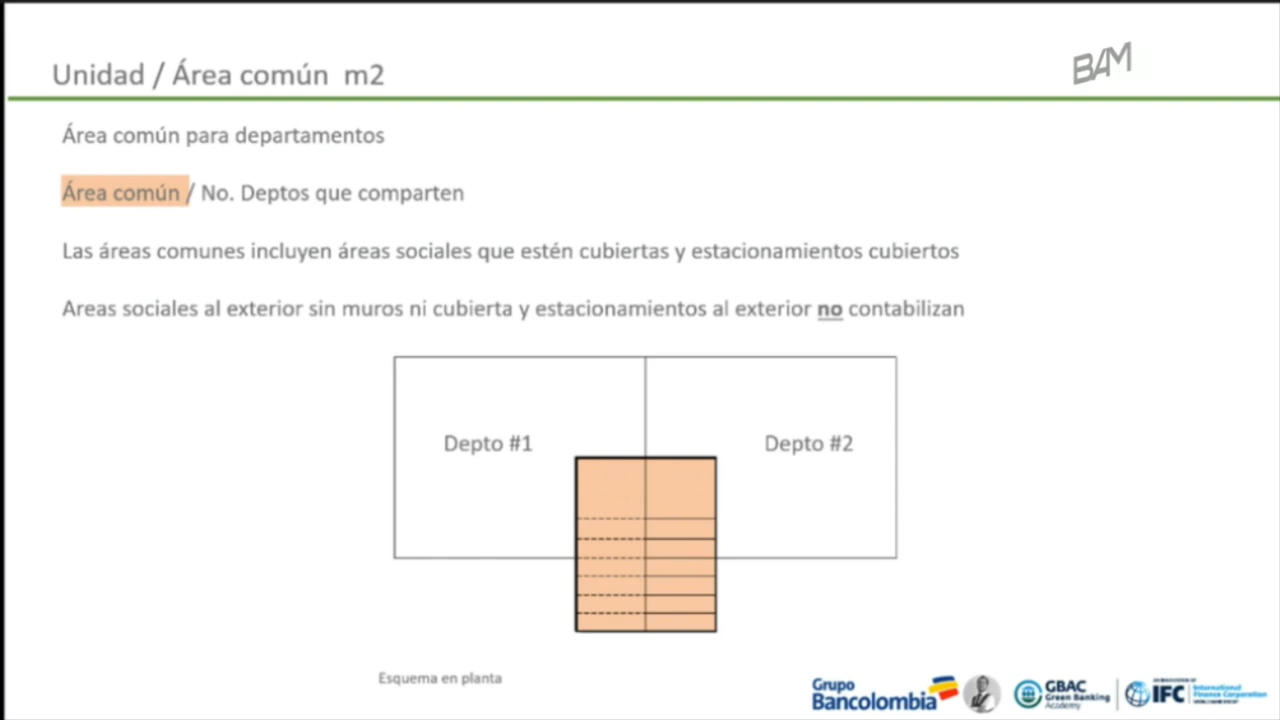 Unidad / Área común m2
BAM
Área común para departamentos
Área común / No. Deptos que comparten
Las áreas comunes incluyen áreas sociales que estén cubiertas y estacionamientos cubiertos
Areas sociales al exterior sin muros ni cubierta y estacionamientos al exterior no contabilizan
Depto #1
Depto #2
Esquema en planta
Grupo
Bancolombia
GBAC
Green Banking
Academy
IFC
International
Finance Corporation